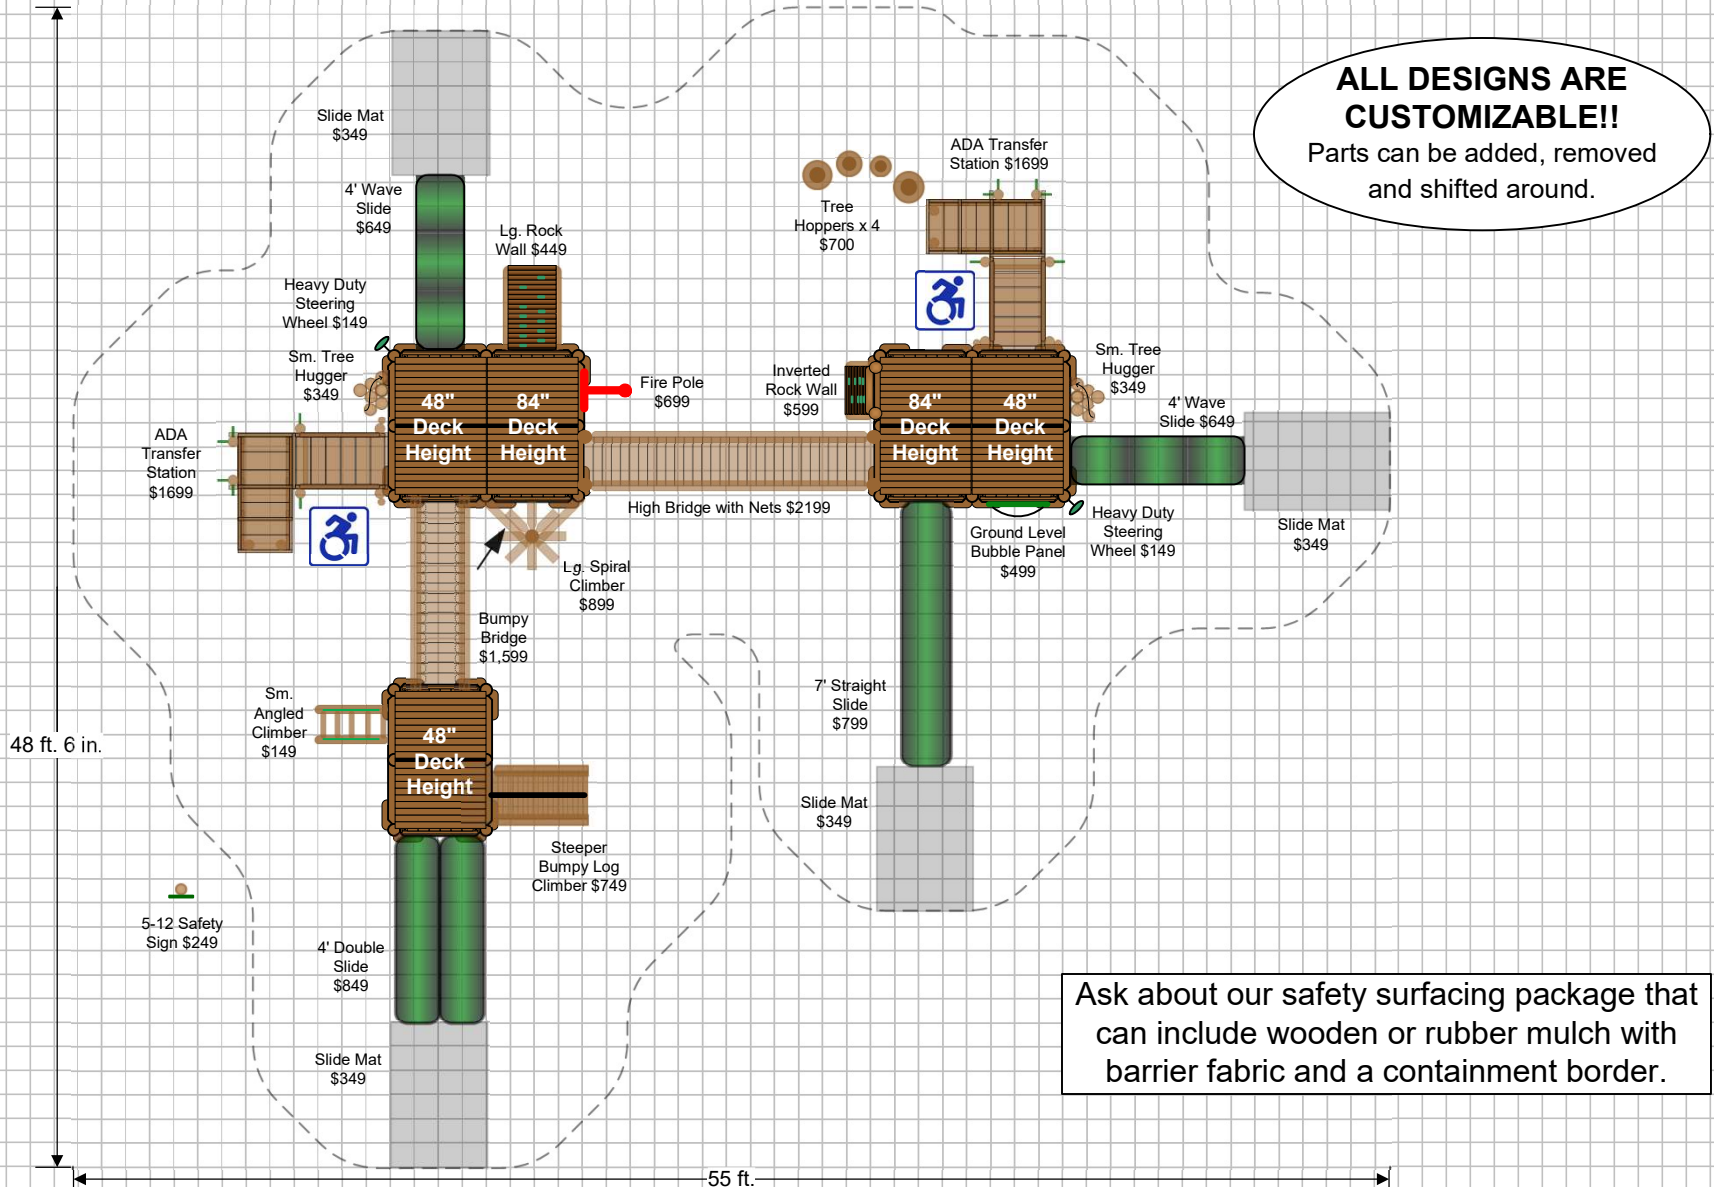 ALL DESIGNS ARE
CUSTOMIZABLE!!
Parts can be added, removed
and shifted around.
Slide Mat
$349
4' Wave
Slide
$649
Lg. Rock
Wall $449
Heavy Duty
Steering
Wheel $149
Sm. Tree
Hugger
$349
ADA
Transfer
Station
$1699
48"
Deck
Height
84"
Deck
Height
Fire Pole
$699
High Bridge with Nets $2199
Lg. Spiral
Climber
$899
Bumpy
Bridge
$1,599
Tree
Hoppers x 4
$700
ADA Transfer
Station $1699
Inverted
Rock Wall
$599
84"
Deck
Height
48"
Deck
Height
Sm. Tree
Hugger
$349
4' Wave
Slide $649
Slide Mat
$349
Heavy Duty
Steering
Wheel $149
Ground Level
Bubble Panel
$499
7' Straight
Slide
$799
Slide Mat
$349
Sm.
Angled
Climber
$149
48"
Deck
Height
Steeper
Bumpy Log
Climber $749
5-12 Safety
Sign $249
4' Double
Slide
$849
Slide Mat
$349
48 ft. 6 in.
55 ft.
Ask about our safety surfacing package that
can include wooden or rubber mulch with
barrier fabric and a containment border.